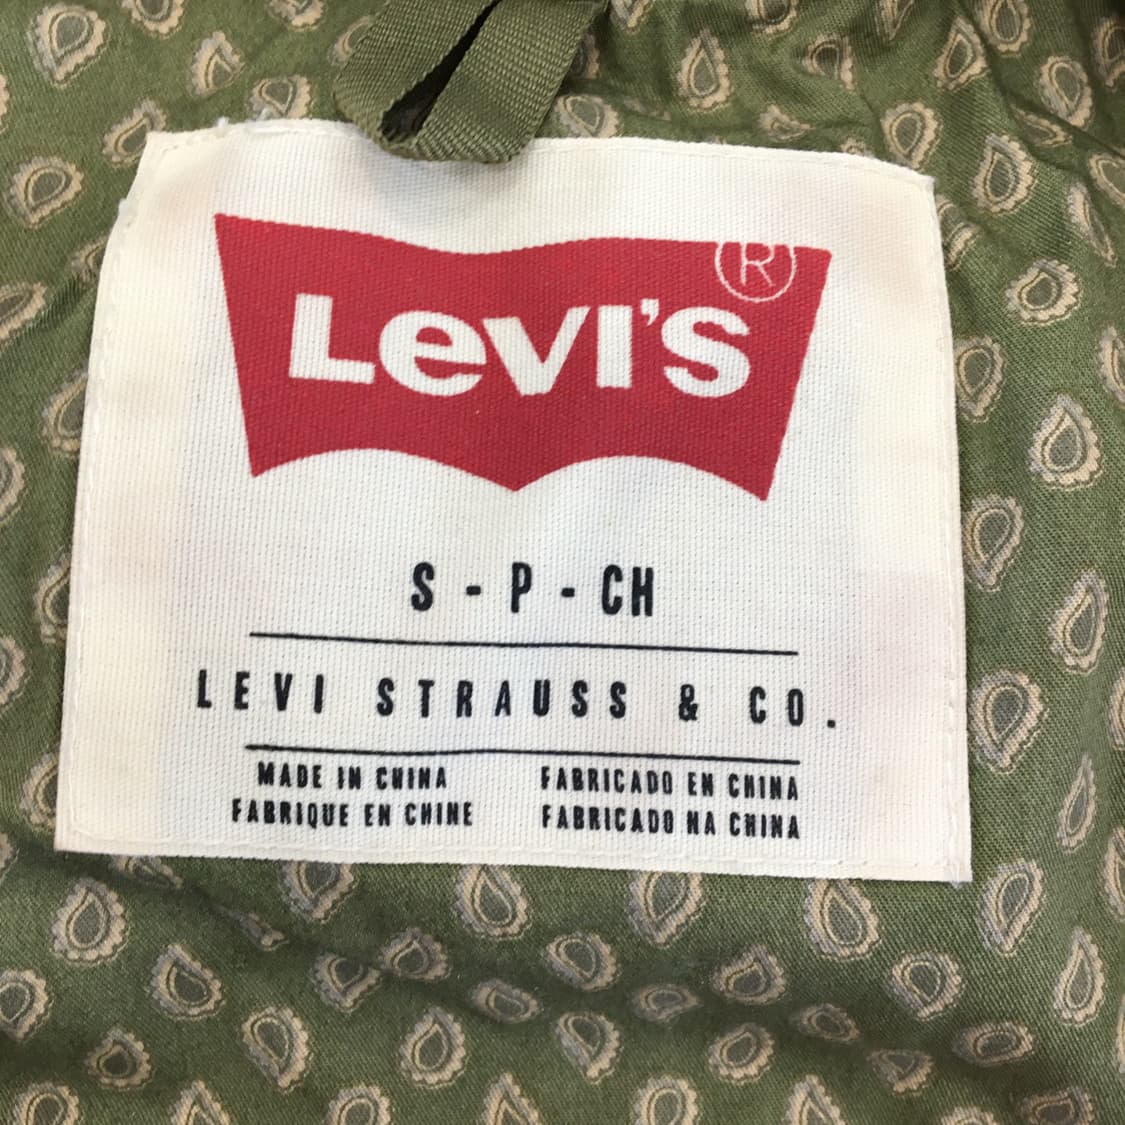 Levi's ®
S - P - CH
LEVI STRAUSS & CO.
MADE IN CHINA
FABRIQUE EN CHINE
FABRICADO EN CHINA
FABRICADO NA CHINA